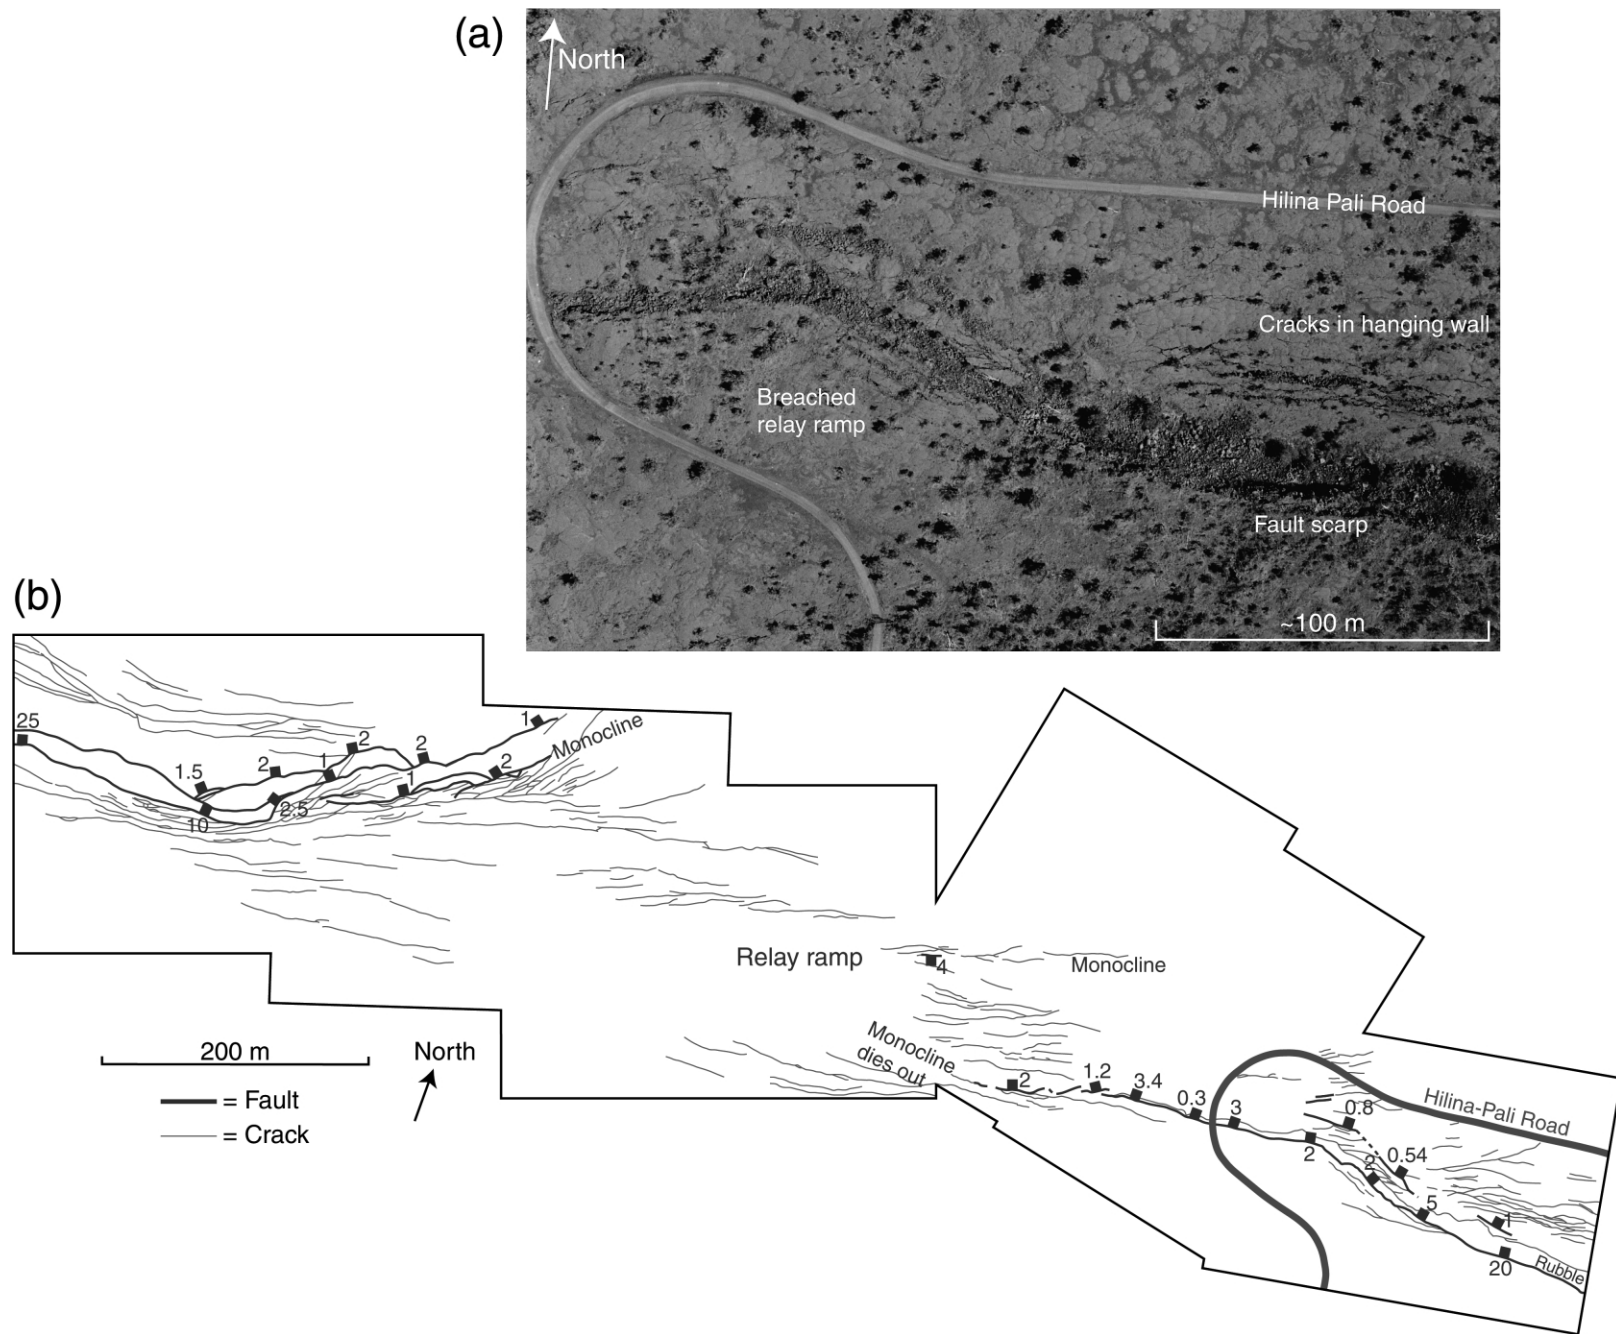 (a)
North
Hilina Pali Road
Cracks in hanging wall
Breached
relay ramp
Fault scarp
~100 m
(b)
25
1.5
2
1
2
2
1
Monocline
2
1
2.5
10
Relay ramp
4
Monocline
Monocline
dies out
2
1.2
3.4
0.3
3
2
0.8
2
0.54
5
1
20
Rubble
Hilina-Pali Road
200 m
North
= Fault
= Crack